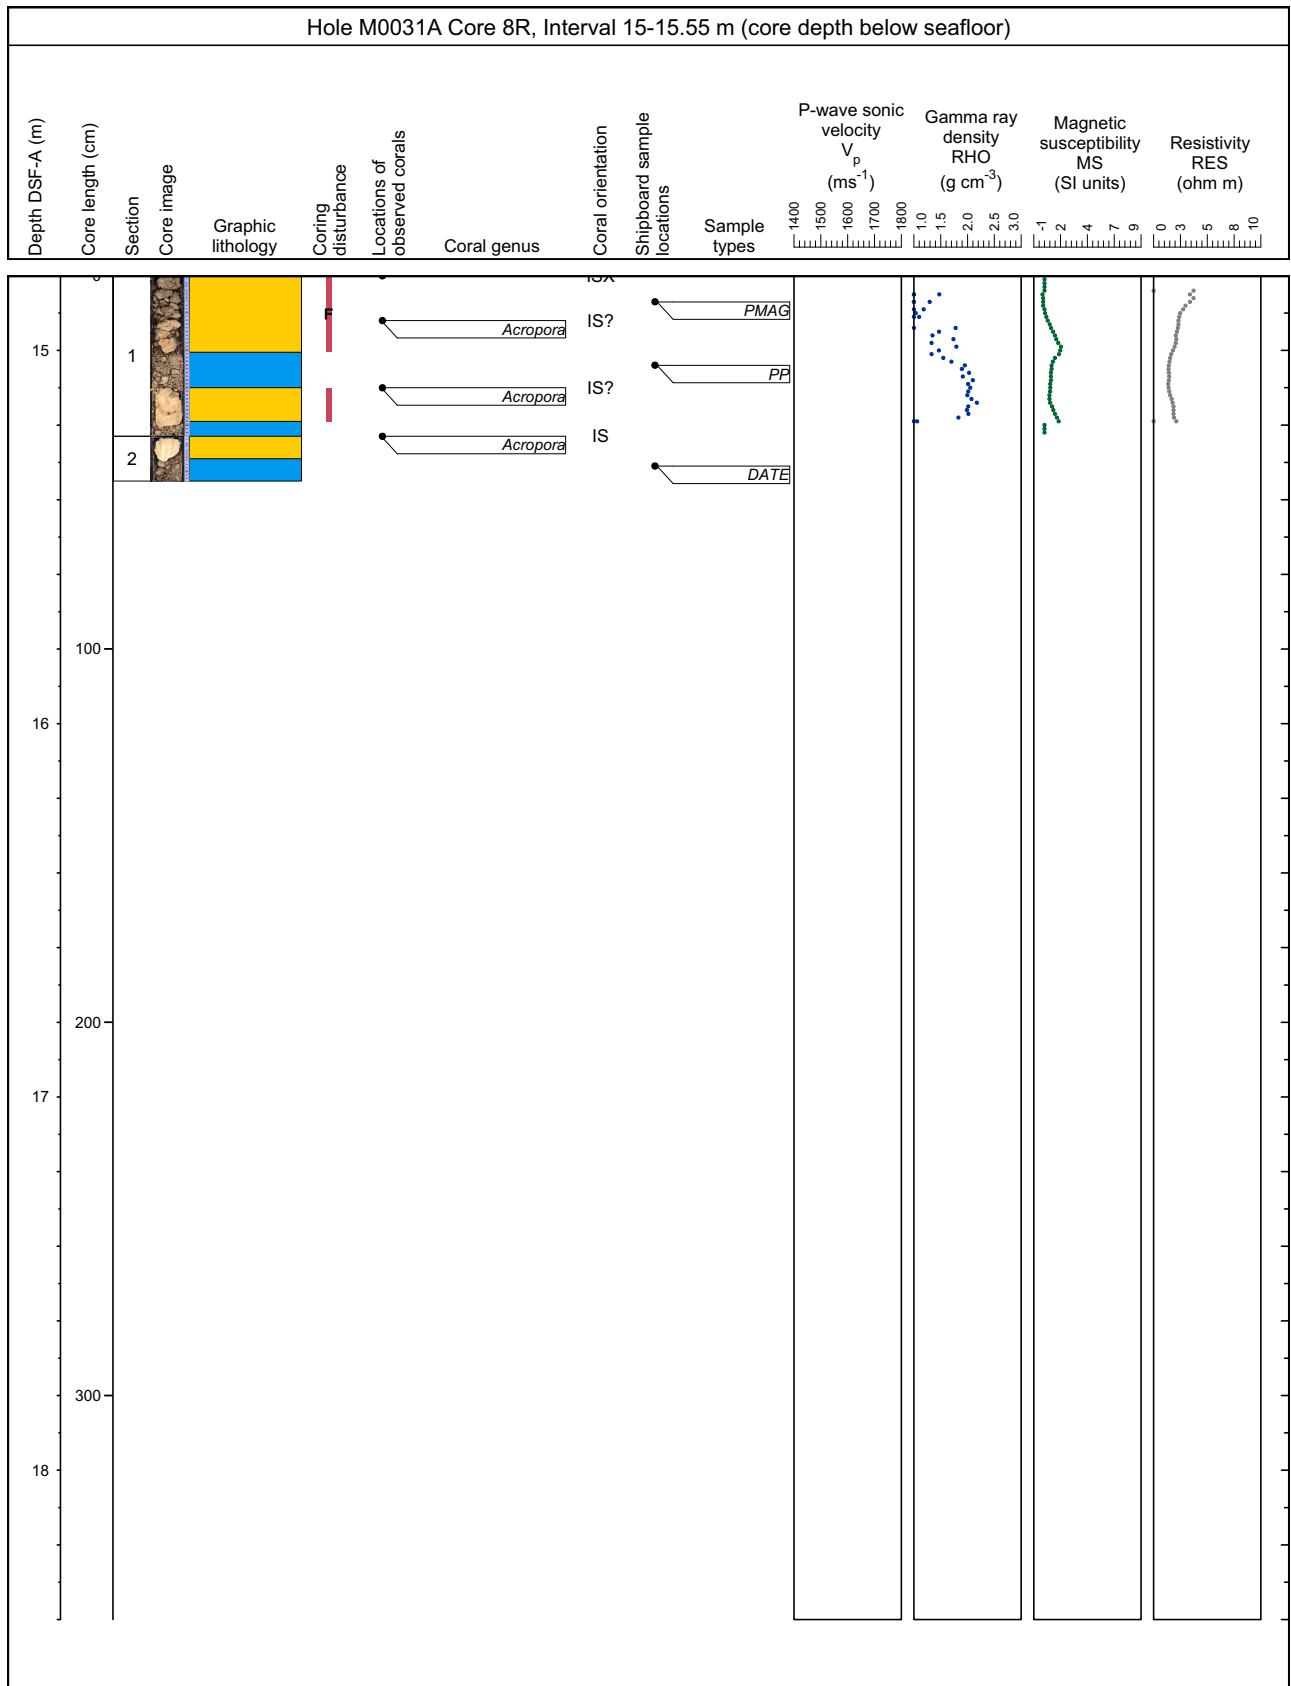 Hole M0031A Core 8R, Interval 15-15.55 m (core depth below seafloor)
Depth DSF-A (m)
Core length (cm)
Section
Core image
Graphic
lithology
Coring
disturbance
Locations of
observed corals
Coral genus
Coral orientation
Shipboard sample
locations
Sample
types
P-wave sonic
velocity
Vp
(ms-1)
1400
1500
1600
1700
1800
Gamma ray
density
RHO
(g cm-3)
1.0
1.5
2.0
2.5
3.0
Magnetic
susceptibility
MS
(SI units)
-1
2
4
7
9
Resistivity
RES
(ohm m)
0
3
5
8
10
ISX
PMAG
F
Acropora
IS?
15
1
PP
Acropora
IS?
Acropora
IS
2
DATE
100
16
200
17
300
18